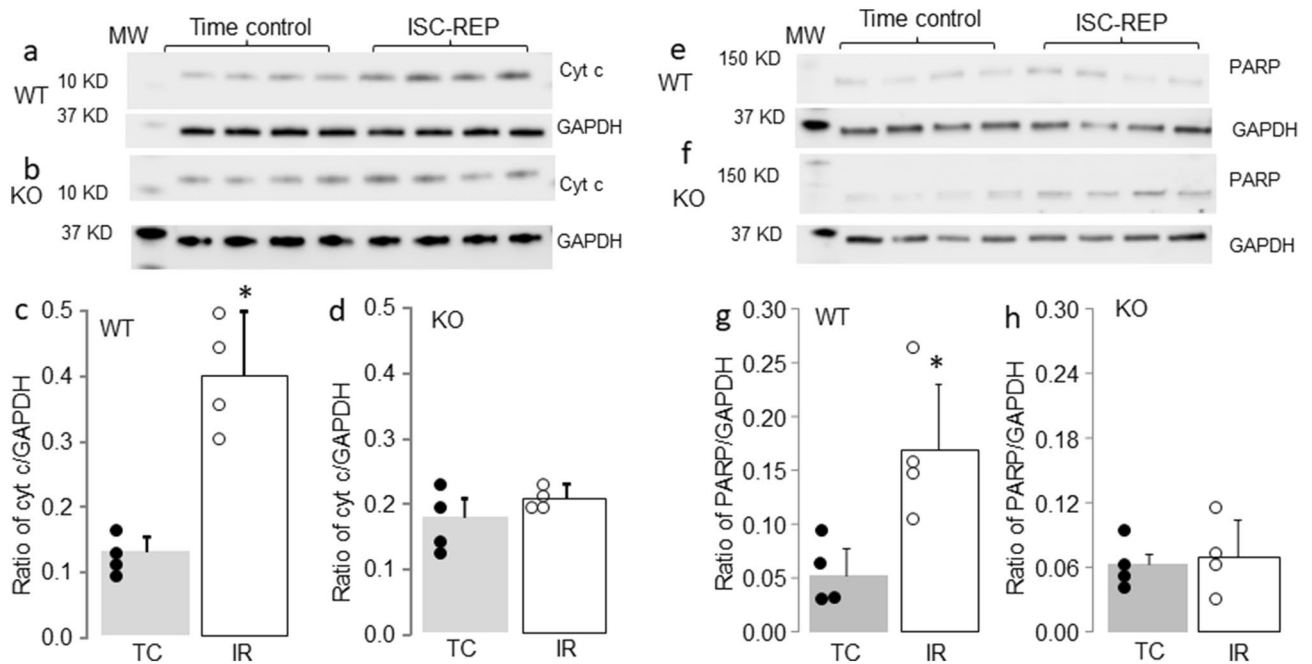 MW Time control ISC-REP
a
WT
10 KD
Cyt c
37 KD
GAPDH
b
KO
10 KD
Cyt c
37 KD
GAPDH
MW Time control ISC-REP
e
WT
150 KD
PARP
37 KD
GAPDH
f
KO
150 KD
PARP
37 KD
GAPDH
c
WT
Ratio of cyt c/GAPDH
0.5
0.4
0.3
0.2
0.1
0.0
*
TC IR
d
KO
Ratio of cyt c/GAPDH
0.5
0.4
0.3
0.2
0.1
0.0
TC IR
g
WT
Ratio of PARP/GAPDH
0.30
0.25
0.20
0.15
0.10
0.05
0.00
*
TC IR
h
KO
Ratio of PARP/GAPDH
0.30
0.24
0.18
0.12
0.06
0.00
TC IR